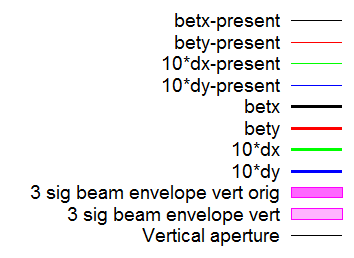 betx-present
bety-present
10*dx-present
10*dy-present
betx
bety
10*dx
10*dy
3 sig beam envelope vert orig
3 sig beam envelope vert
Vertical aperture